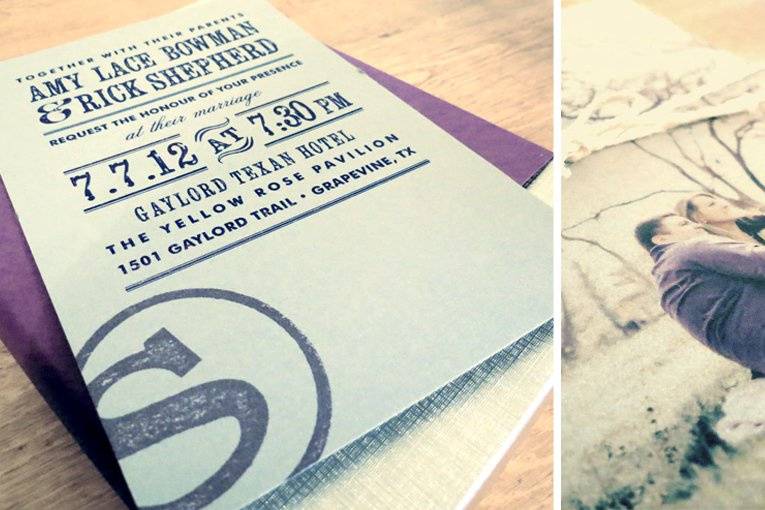 TOGETHER WITH THEIR PARENTS
AMY LACE BOWMAN
& RICK SHEPHERD
REQUEST THE HONOUR OF YOUR PRESENCE
at their marriage
7.7.12 AT 7:30 PM
GAYLORD TEXAN HOTEL
THE YELLOW ROSE PAVILION
1501 GAYLORD TRAIL • GRAPEVINE, TX
S